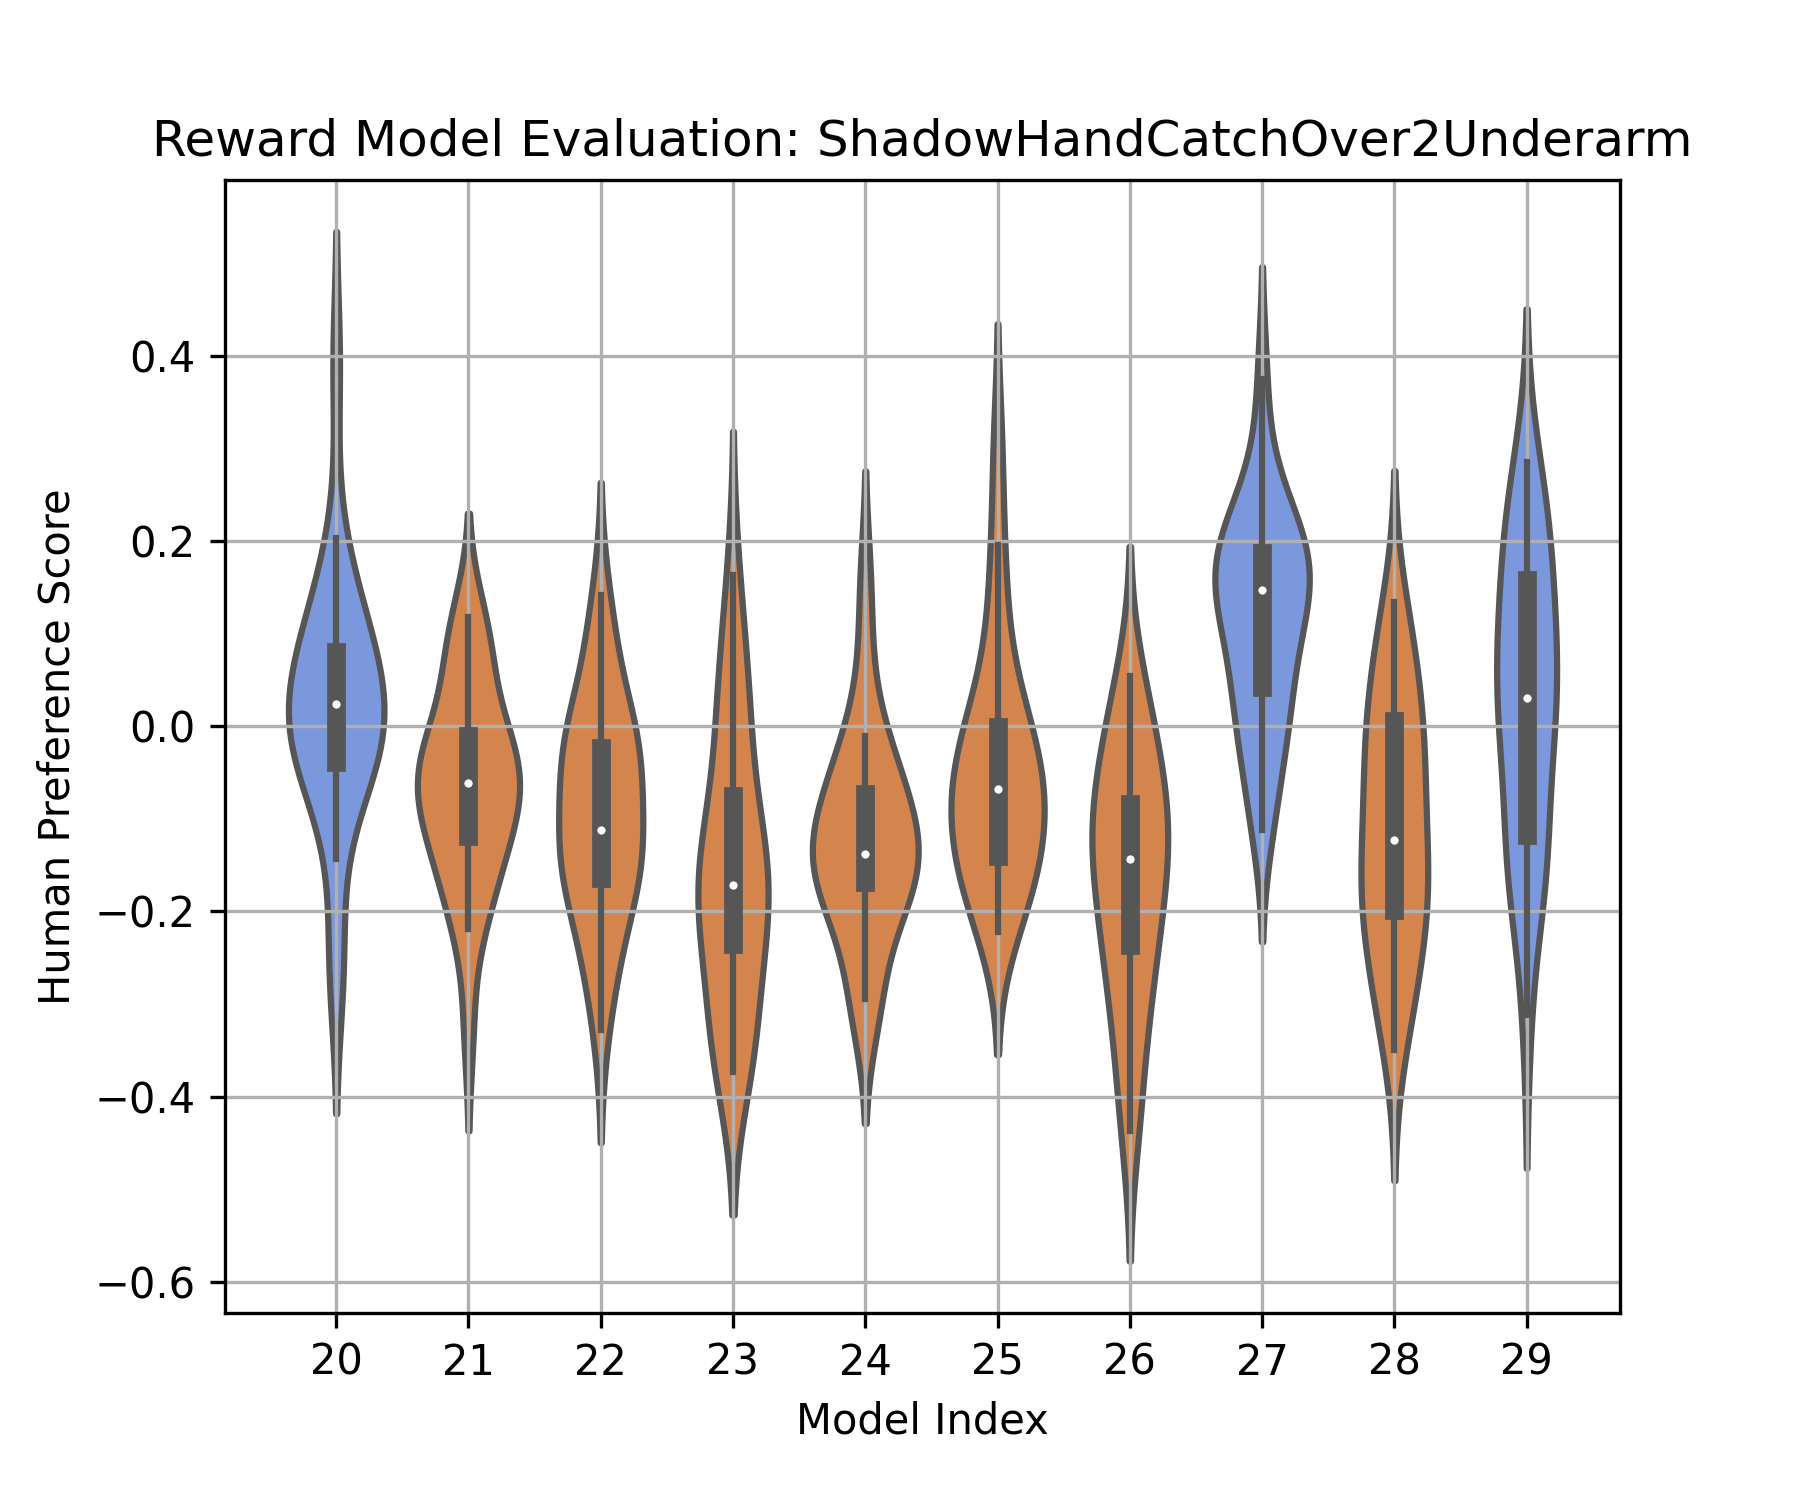 Reward Model Evaluation: ShadowHandCatchOver2Underarm
Human Preference Score
0.4
0.2
0.0
−0.2
−0.4
−0.6
20 21 22 23 24 25 26 27 28 29
Model Index